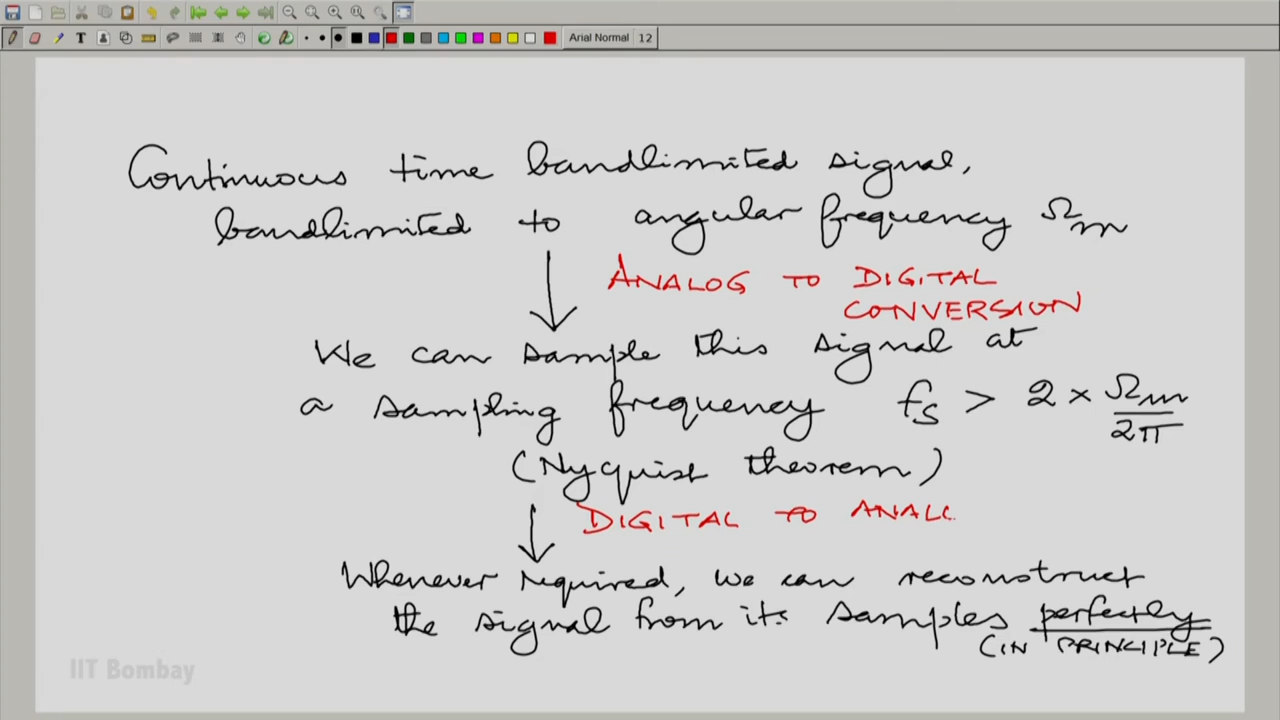 Arial Normal 12
Continuous time bandlimited signal,
bandlimited to angular frequency Ωm
ANALOG TO DIGITAL
CONVERSION
We can sample this signal at
a sampling frequency fs > 2 × Ωm/2π
(Nyquist theorem)
DIGITAL TO ANALC
Whenever required, we can reconstruct
the signal from its samples perfectly
(IN PRINCIPLE)
IIT Bombay